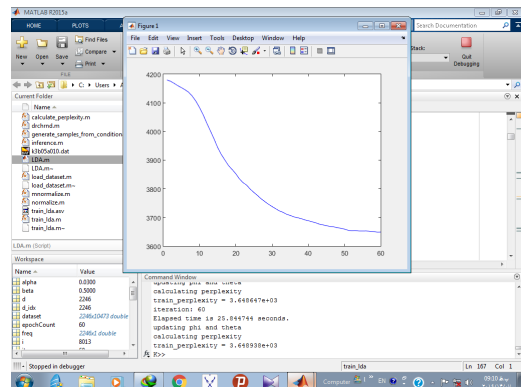 MATLAB R2015a
HOME
PLOTS
Search Documentation
New
Open
Save
Find Files
Compare
Print
FILE
Stack:
Quit Debugging
Figure 1
File Edit View Insert Tools Desktop Window Help
4200
4100
4000
3900
3800
3700
3600
0 10 20 30 40 50 60
C: Users
Current Folder
Name
calculate_perplexity.m
drchrnd.m
generate_samples_from_condition
inference.m
k3b05a010.dat
LDA.m
LDA.m~
load_dataset.m
load_dataset.m~
mnormalize.m
normalize.m
train_lda.asv
train_lda.m
train_lda.m~
LDA.m (Script)
Workspace
Name Value
alpha 0.0300
beta 0.5000
d 2246
d_idx 2246
dataset 2246x10473 double
epochCount 60
freq 2246x1 double
i 8013
Command Window
updating phi and theta
calculating perplexity
train_perplexity = 3.648647e+03
iteration: 60
Elapsed time is 25.844744 seconds.
updating phi and theta
calculating perplexity
train_perplexity = 3.648938e+03
fx K>>
Stopped in debugger
train_lda
Ln 167 Col 1
Computer
EN
09:10